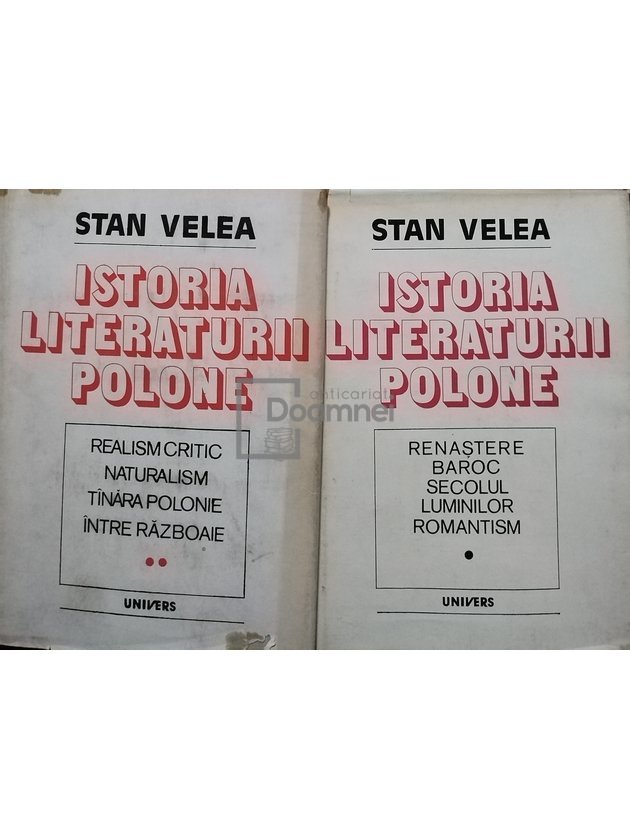 STAN VELEA
ISTORIA
LITERATURII
POLONE
REALISM CRITIC
NATURALISM
TÎNĂRA POLONIE
ÎNTRE RĂZBOAIE
UNIVERS
STAN VELEA
ISTORIA
LITERATURII
POLONE
RENAȘTERE
BAROC
SECOLUL
LUMINILOR
ROMANTISM
UNIVERS
anticariat
Doamnei